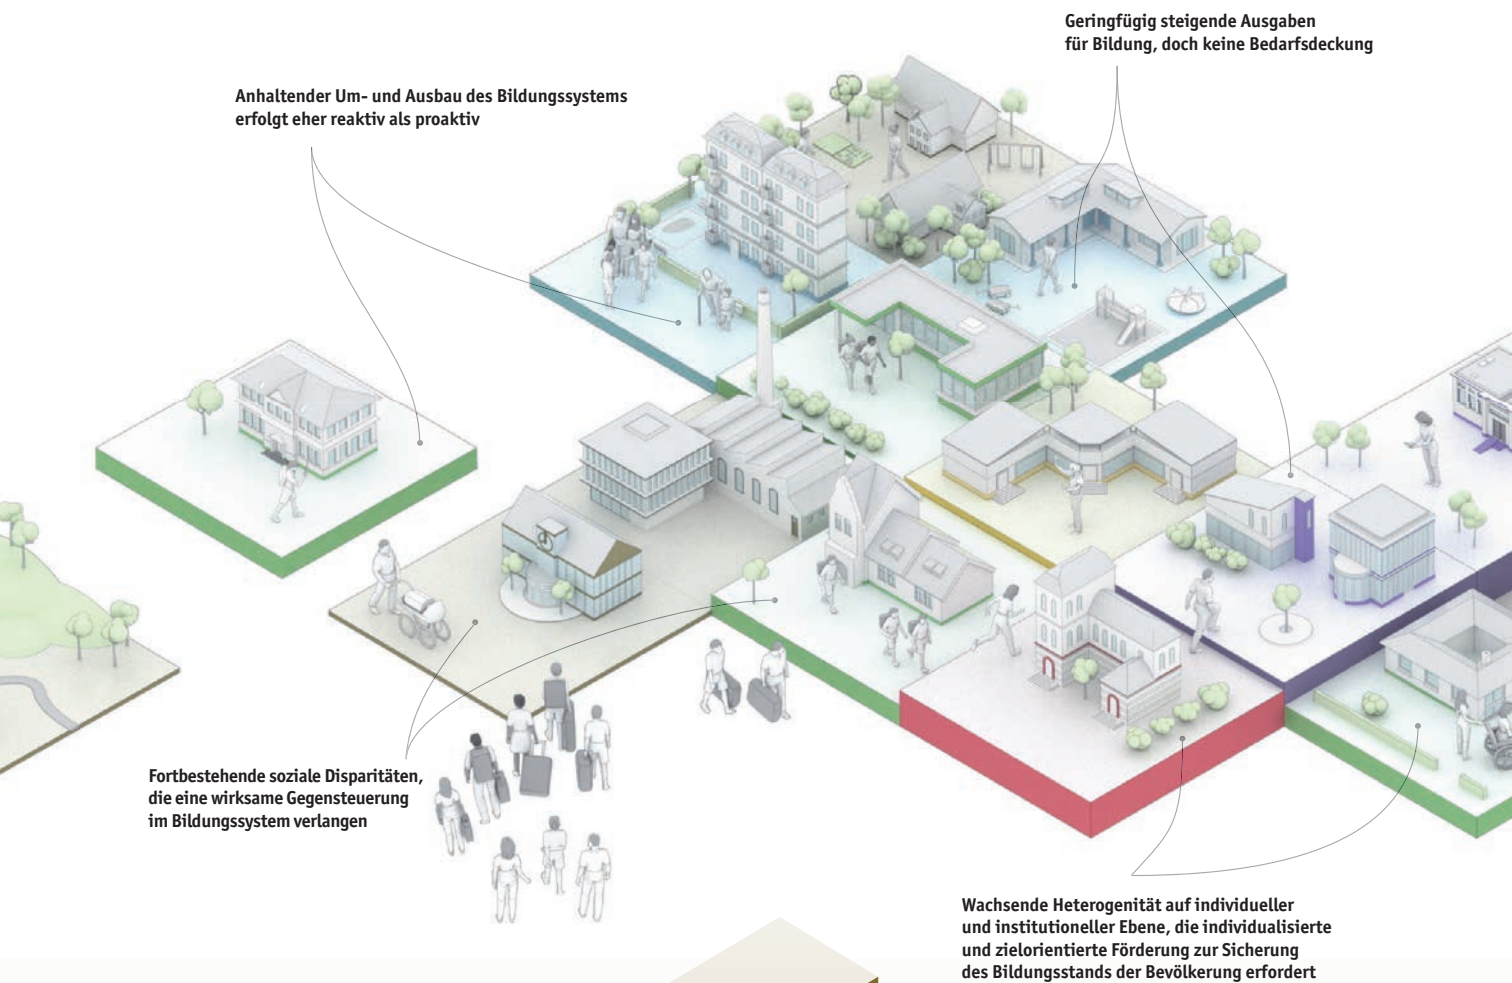 Geringfügig steigende Ausgaben
für Bildung, doch keine Bedarfsdeckung
Anhaltender Um- und Ausbau des Bildungssystems
erfolgt eher reaktiv als proaktiv
Fortbestehende soziale Disparitäten,
die eine wirksame Gegensteuerung
im Bildungssystem verlangen
Wachsende Heterogenität auf individueller
und institutioneller Ebene, die individualisierte
und zielorientierte Förderung zur Sicherung
des Bildungsstands der Bevölkerung erfordert